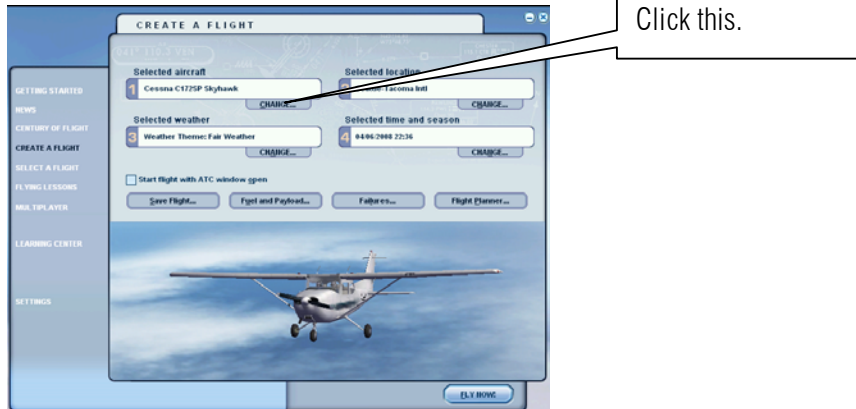 Click this.
CREATE A FLIGHT
Selected aircraft
1 Cessna C172SP Skyhawk
CHANGE...
Selected location
-Tacoma Intl
CHANGE...
Selected weather
3 Weather Theme: Fair Weather
CHANGE...
Selected time and season
4 04/06/2008 22:36
CHANGE...
Start flight with ATC window open
Save Flight...
Fuel and Payload...
Failures...
Flight Planner...
GETTING STARTED
NEWS
CENTURY OF FLIGHT
CREATE A FLIGHT
SELECT A FLIGHT
FLYING LESSONS
MULTIPLAYER
LEARNING CENTER
SETTINGS
FLY NOW!